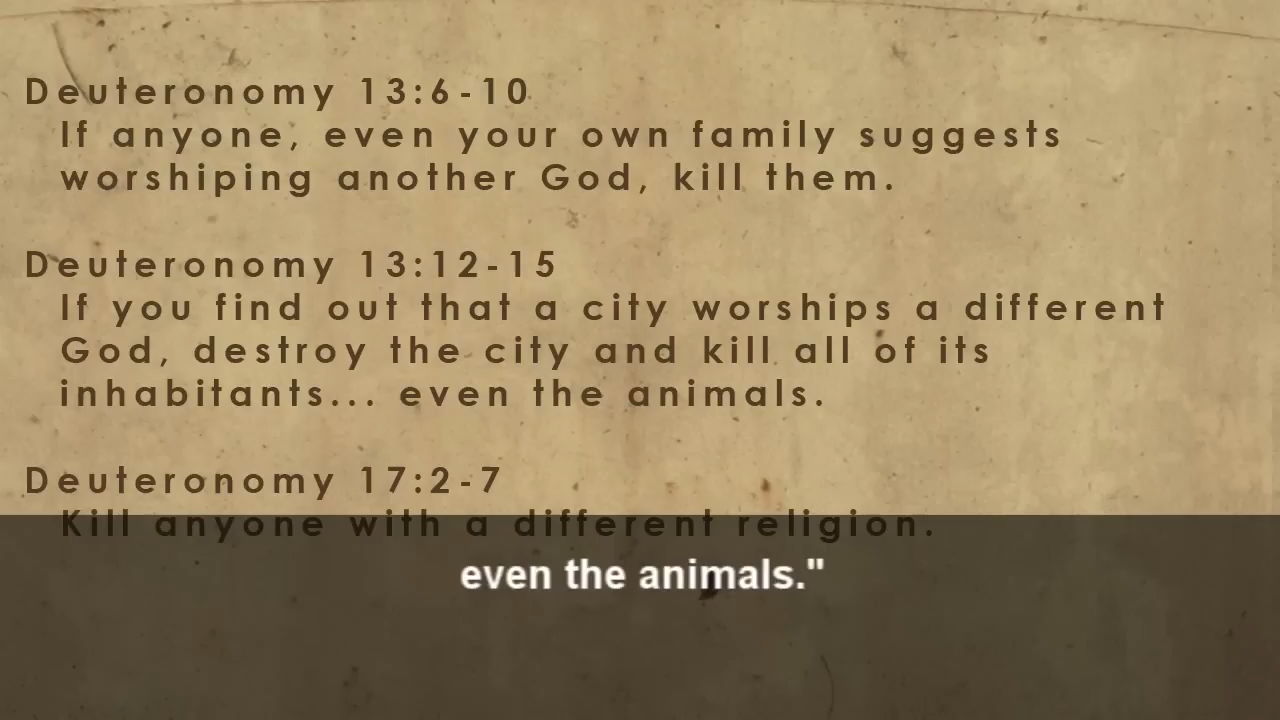 Deuteronomy 13:6-10
If anyone, even your own family suggests
worshiping another God, kill them.
Deuteronomy 13:12-15
If you find out that a city worships a different
God, destroy the city and kill all of its
inhabitants... even the animals.
Deuteronomy 17:2-7
Kill anyone with a different religion.
even the animals."